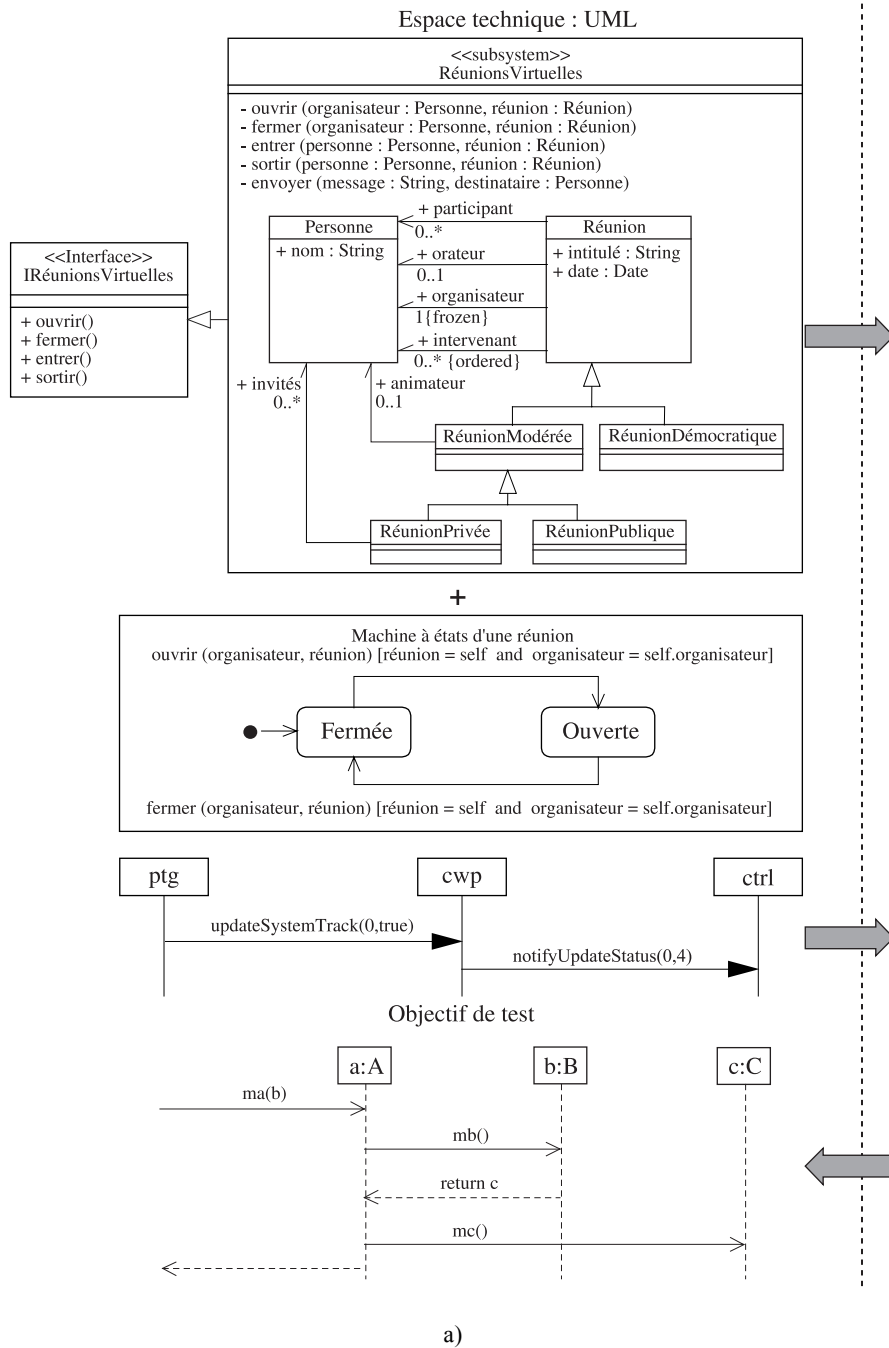 Espace technique : UML
<<subsystem>>
RéunionsVirtuelles
- ouvrir (organisateur : Personne, réunion : Réunion)
- fermer (organisateur : Personne, réunion : Réunion)
- entrer (personne : Personne, réunion : Réunion)
- sortir (personne : Personne, réunion : Réunion)
- envoyer (message : String, destinataire : Personne)
<<Interface>>
IRéunionsVirtuelles
+ ouvrir()
+ fermer()
+ entrer()
+ sortir()
Personne
+ nom : String
+ participant
0..*
+ orateur
0..1
+ organisateur
1{frozen}
+ intervenant
0..* {ordered}
Réunion
+ intitulé : String
+ date : Date
+ invités
0..*
+ animateur
0..1
RéunionModérée
RéunionDémocratique
RéunionPrivée
RéunionPublique
+
Machine à états d'une réunion
ouvrir (organisateur, réunion) [réunion = self and organisateur = self.organisateur]
Fermée
Ouverte
fermer (organisateur, réunion) [réunion = self and organisateur = self.organisateur]
ptg
cwp
ctrl
updateSystemTrack(0,true)
notifyUpdateStatus(0,4)
Objectif de test
a:A
b:B
c:C
ma(b)
mb()
return c
mc()
a)